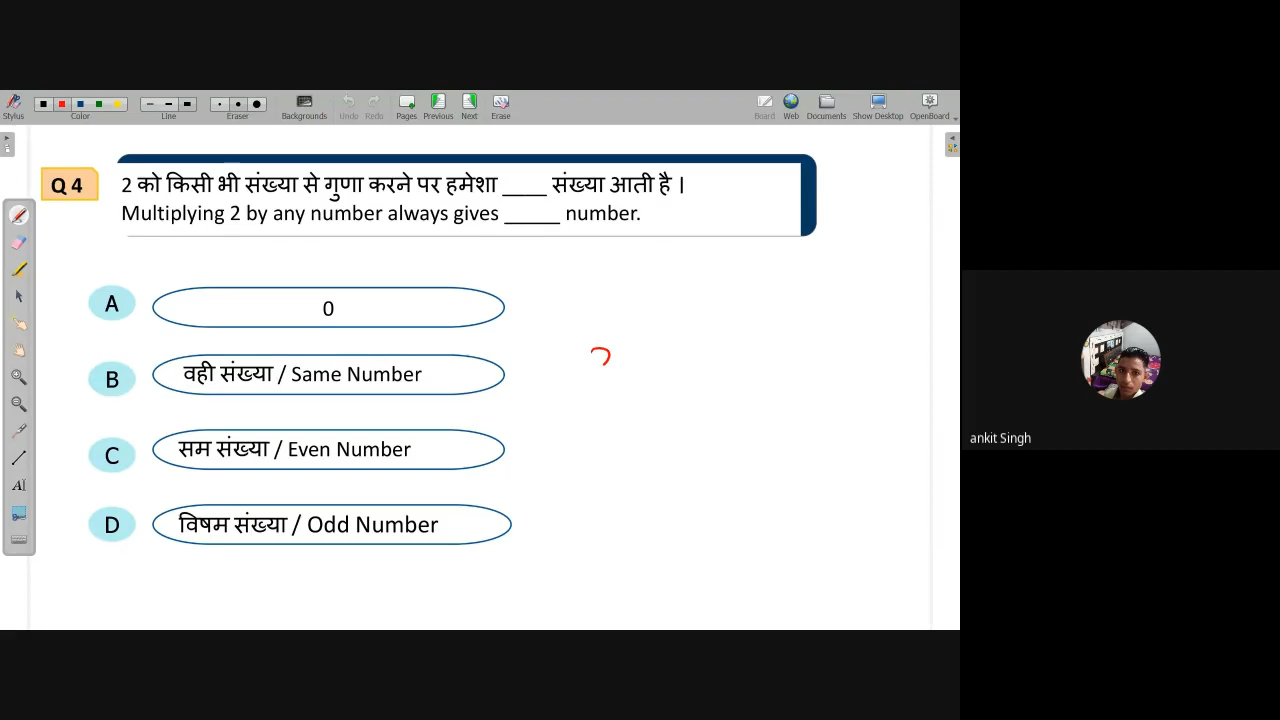 Stylus
Color
Line
Eraser
Backgrounds
Undo
Redo
Pages
Previous
Next
Erase
Board
Web
Documents
Show Desktop
OpenBoard
Q 4
2 को किसी भी संख्या से गुणा करने पर हमेशा ____ संख्या आती है ।
Multiplying 2 by any number always gives _____ number.
A
0
B
वही संख्या / Same Number
C
सम संख्या / Even Number
D
विषम संख्या / Odd Number
ankit Singh